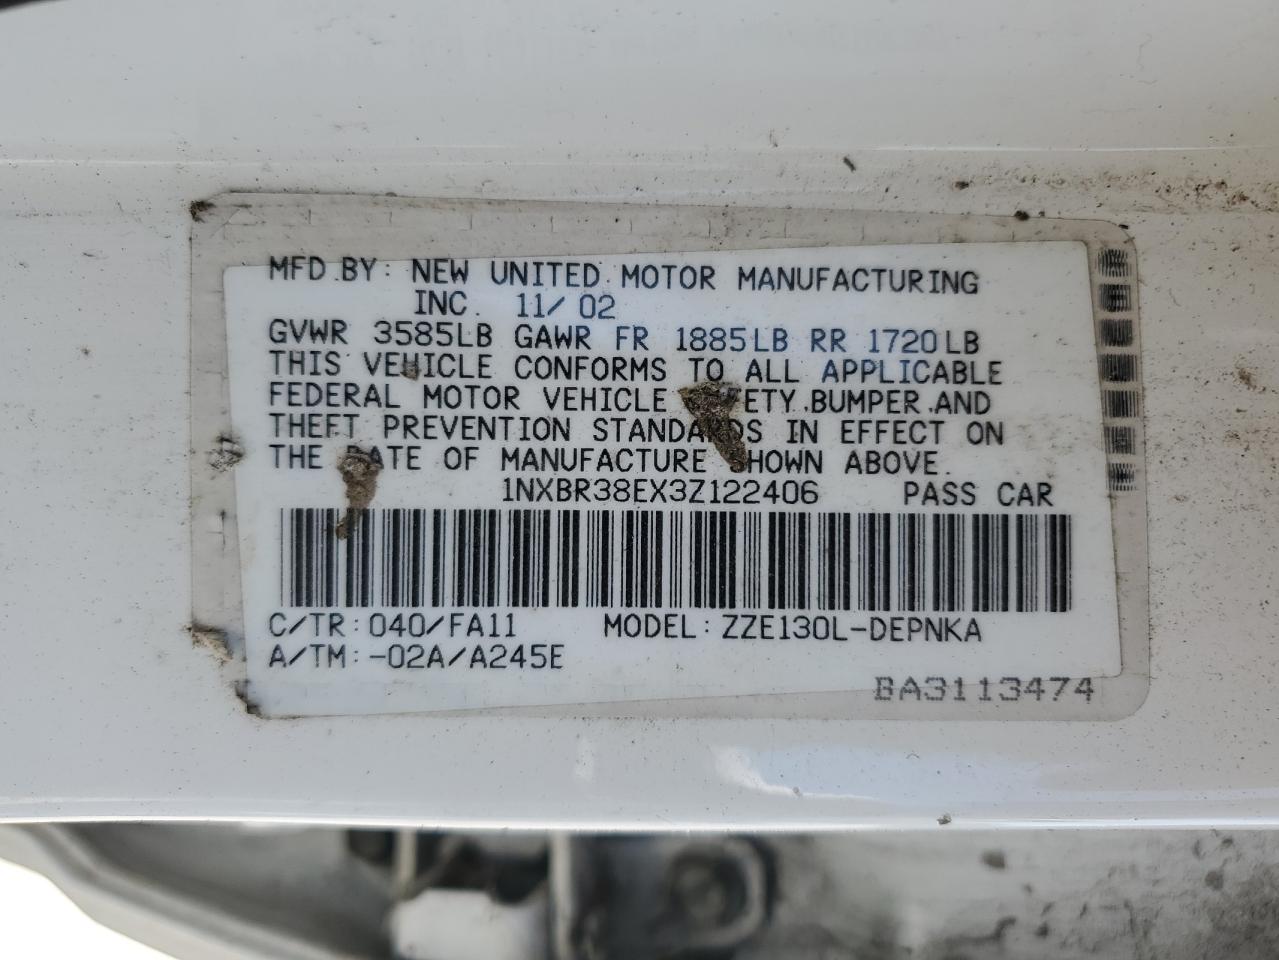 MFD.BY: NEW UNITED MOTOR MANUFACTURING
INC. 11/02
GVWR 3585LB GAWR FR 1885LB RR 1720LB
THIS VEHICLE CONFORMS TO ALL APPLICABLE
FEDERAL MOTOR VEHICLE SAFETY,BUMPER,AND
THEFT PREVENTION STANDARDS IN EFFECT ON
THE DATE OF MANUFACTURE SHOWN ABOVE.
1NXBR38EX3Z122406 PASS CAR
C/TR:040/FA11 MODEL:ZZE130L-DEPNKA
A/TM:-02A/A245E
BA3113474